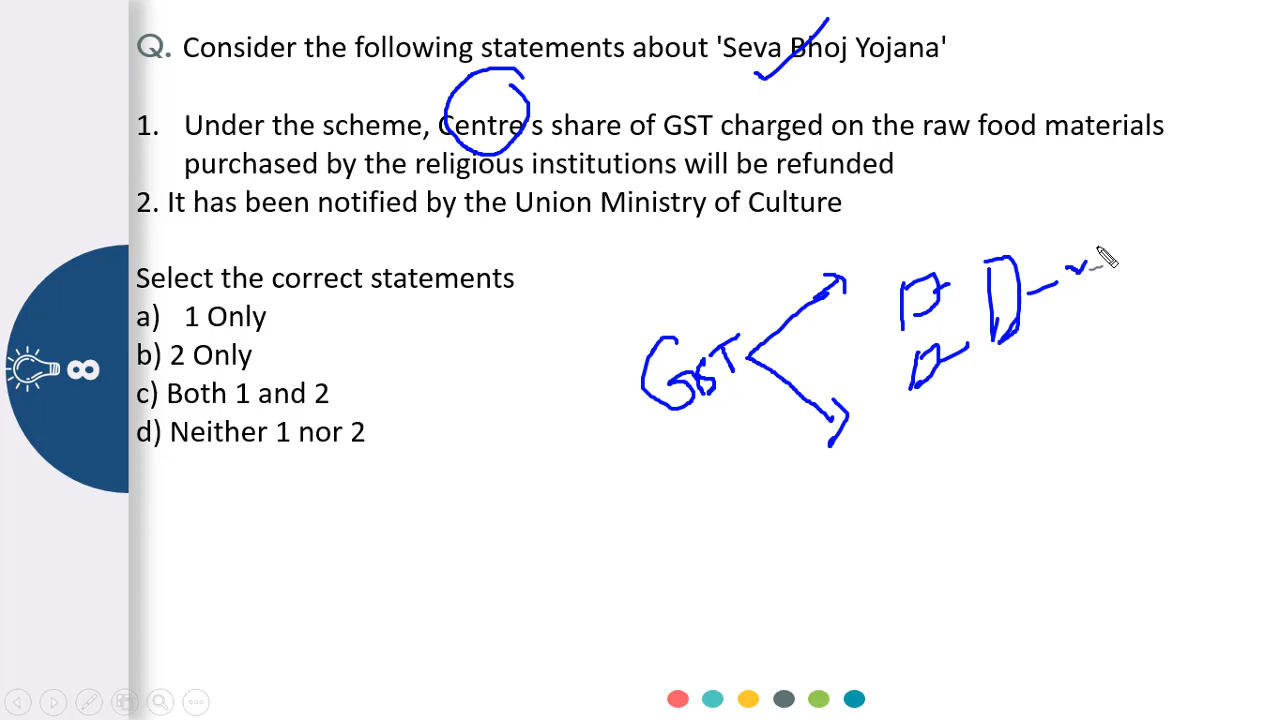 Q. Consider the following statements about 'Seva Bhoj Yojana'
1. Under the scheme, Centre's share of GST charged on the raw food materials
purchased by the religious institutions will be refunded
2. It has been notified by the Union Ministry of Culture
Select the correct statements
a) 1 Only
b) 2 Only
c) Both 1 and 2
d) Neither 1 nor 2
GST
8